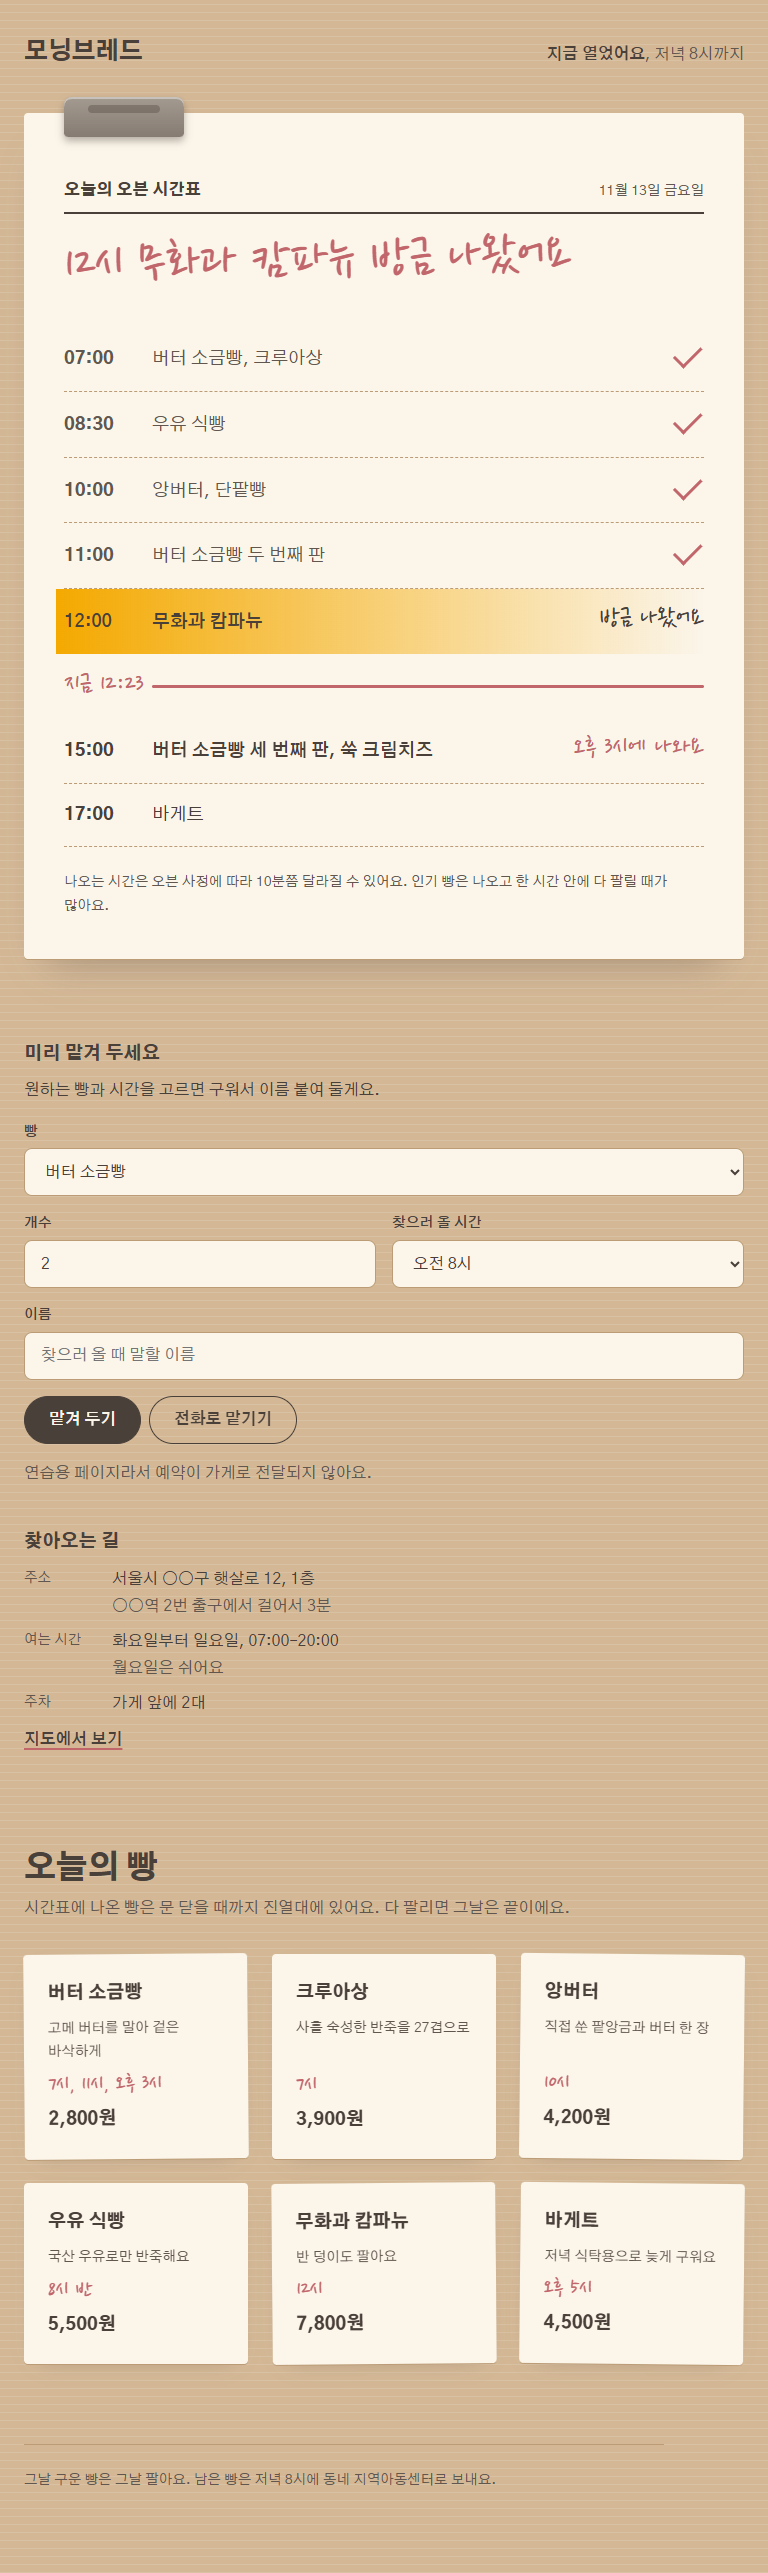 모닝브레드
지금 열었어요, 저녁 8시까지
오늘의 오븐 시간표
11월 13일 금요일
12시 무화과 캄파뉴 방금 나왔어요
07:00 버터 소금빵, 크루아상
08:30 우유 식빵
10:00 앙버터, 단팥빵
11:00 버터 소금빵 두 번째 판
12:00 무화과 캄파뉴 방금 나왔어요
지금 12:23
15:00 버터 소금빵 세 번째 판, 쑥 크림치즈 오후 3시에 나와요
17:00 바게트
나오는 시간은 오븐 사정에 따라 10분쯤 달라질 수 있어요. 인기 빵은 나오고 한 시간 안에 다 팔릴 때가
많아요.
미리 맡겨 두세요
원하는 빵과 시간을 고르면 구워서 이름 붙여 둘게요.
빵
버터 소금빵
개수
찾으러 올 시간
2
오전 8시
이름
찾으러 올 때 말할 이름
맡겨 두기
전화로 맡기기
연습용 페이지라서 예약이 가게로 전달되지 않아요.
찾아오는 길
주소 서울시 〇〇구 햇살로 12, 1층
〇〇역 2번 출구에서 걸어서 3분
여는 시간 화요일부터 일요일, 07:00–20:00
월요일은 쉬어요
주차 가게 앞에 2대
지도에서 보기
오늘의 빵
시간표에 나온 빵은 문 닫을 때까지 진열대에 있어요. 다 팔리면 그날은 끝이에요.
버터 소금빵
고메 버터를 말아 겉은
바삭하게
7시, 11시, 오후 3시
2,800원
크루아상
사흘 숙성한 반죽을 27겹으로
7시
3,900원
앙버터
직접 쑨 팥앙금과 버터 한 장
10시
4,200원
우유 식빵
국산 우유로만 반죽해요
8시 반
5,500원
무화과 캄파뉴
반 덩이도 팔아요
12시
7,800원
바게트
저녁 식탁용으로 늦게 구워요
오후 5시
4,500원
그날 구운 빵은 그날 팔아요. 남은 빵은 저녁 8시에 동네 지역아동센터로 보내요.